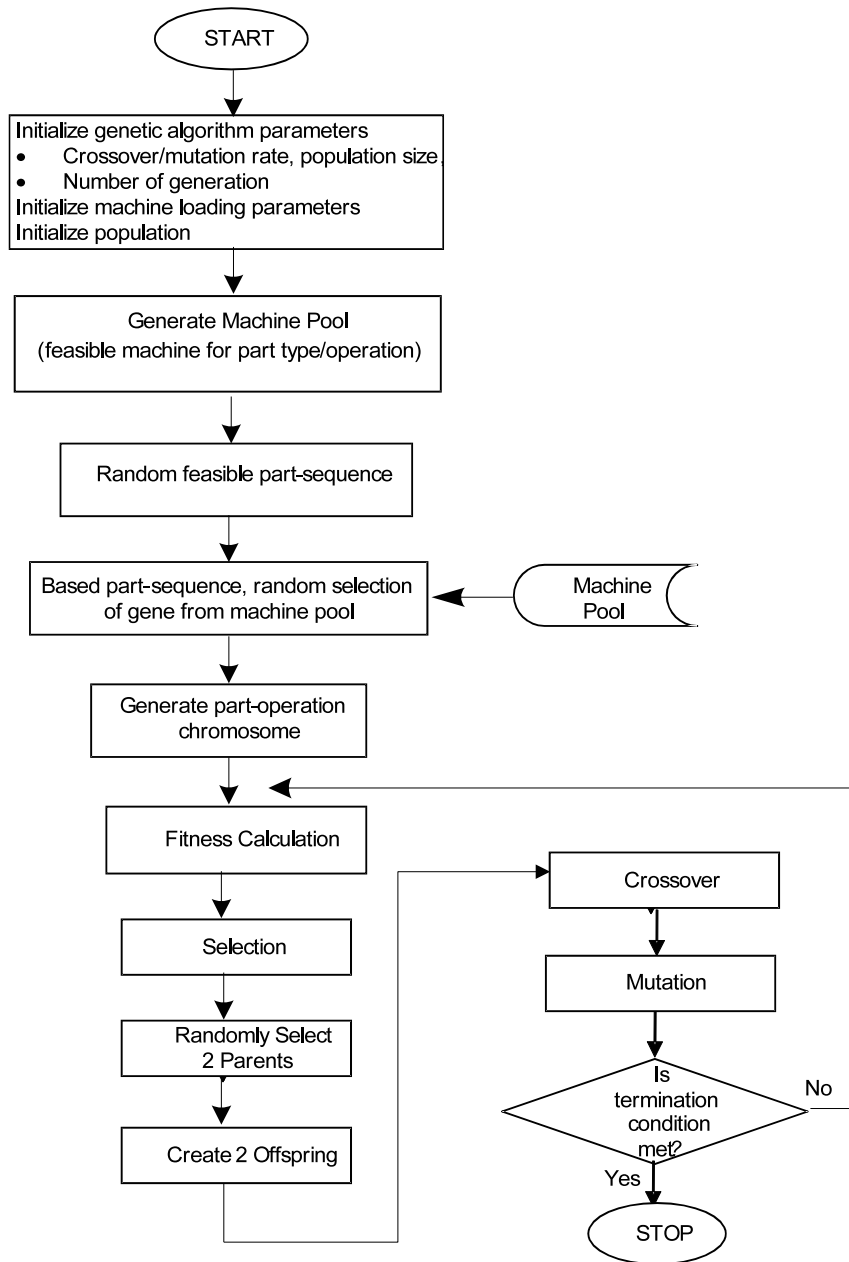 START
Initialize genetic algorithm parameters
• Crossover/mutation rate, population size,
• Number of generation
Initialize machine loading parameters
Initialize population
Generate Machine Pool
(feasible machine for part type/operation)
Random feasible part-sequence
Based part-sequence, random selection
of gene from machine pool
Machine
Pool
Generate part-operation
chromosome
Fitness Calculation
Selection
Randomly Select
2 Parents
Create 2 Offspring
Crossover
Mutation
Is
termination
condition
met?
No
Yes
STOP